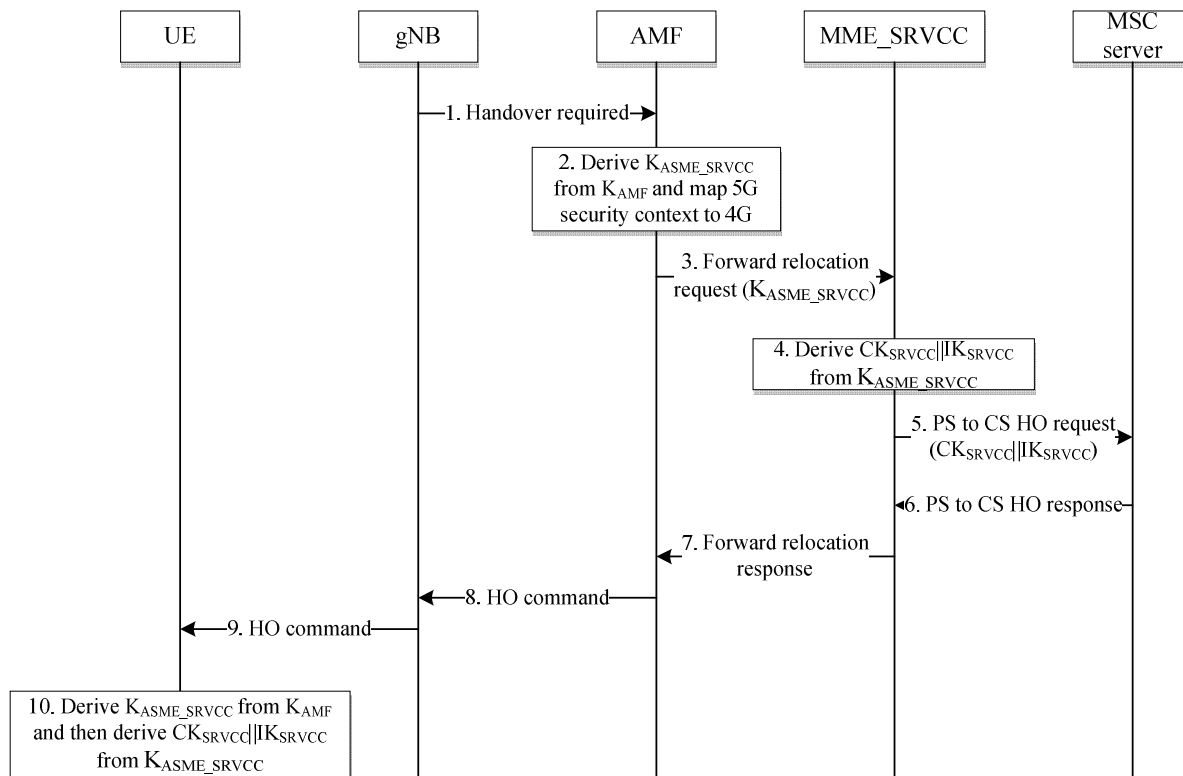 UE
gNB
AMF
MME_SRVCC
MSC
server
1. Handover required
2. Derive KASME_SRVCC
from KAMF and map 5G
security context to 4G
3. Forward relocation
request (KASME_SRVCC)
4. Derive CKSRVCC||IKSRVCC
from KASME_SRVCC
5. PS to CS HO request
(CKSRVCC||IKSRVCC)
6. PS to CS HO response
7. Forward relocation
response
8. HO command
9. HO command
10. Derive KASME_SRVCC from KAMF
and then derive CKSRVCC||IKSRVCC
from KASME_SRVCC